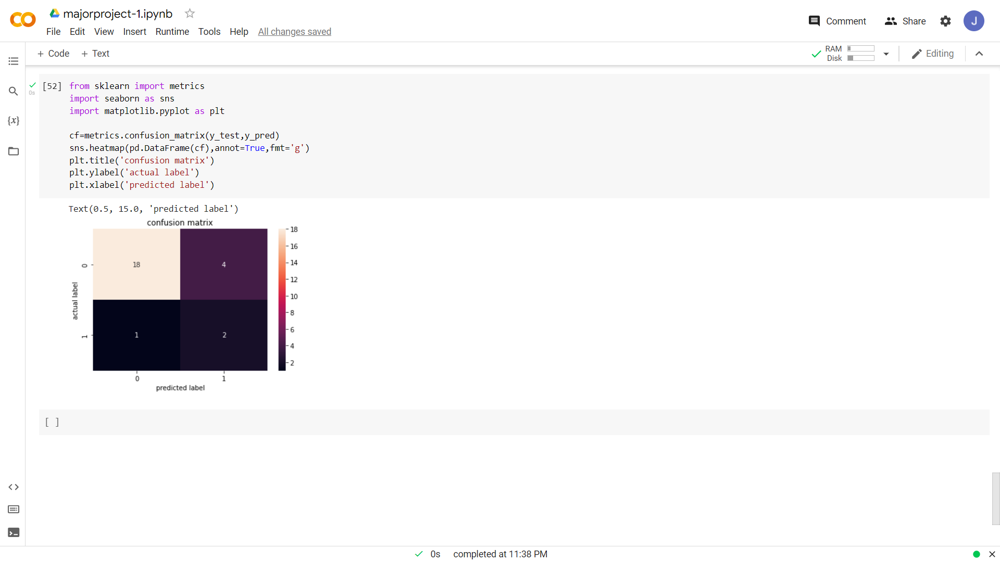 majorproject-1.ipynb
File Edit View Insert Runtime Tools Help All changes saved
Comment Share J
+ Code + Text
RAM
Disk
Editing
{x}
0s
[52] from sklearn import metrics
import seaborn as sns
import matplotlib.pyplot as plt
cf=metrics.confusion_matrix(y_test,y_pred)
sns.heatmap(pd.DataFrame(cf),annot=True,fmt='g')
plt.title('confusion matrix')
plt.ylabel('actual label')
plt.xlabel('predicted label')
Text(0.5, 15.0, 'predicted label')
confusion matrix
18 4
1 2
0
1
actual label
0 1
predicted label
18
16
14
12
10
8
6
4
2
[ ]
0s completed at 11:38 PM